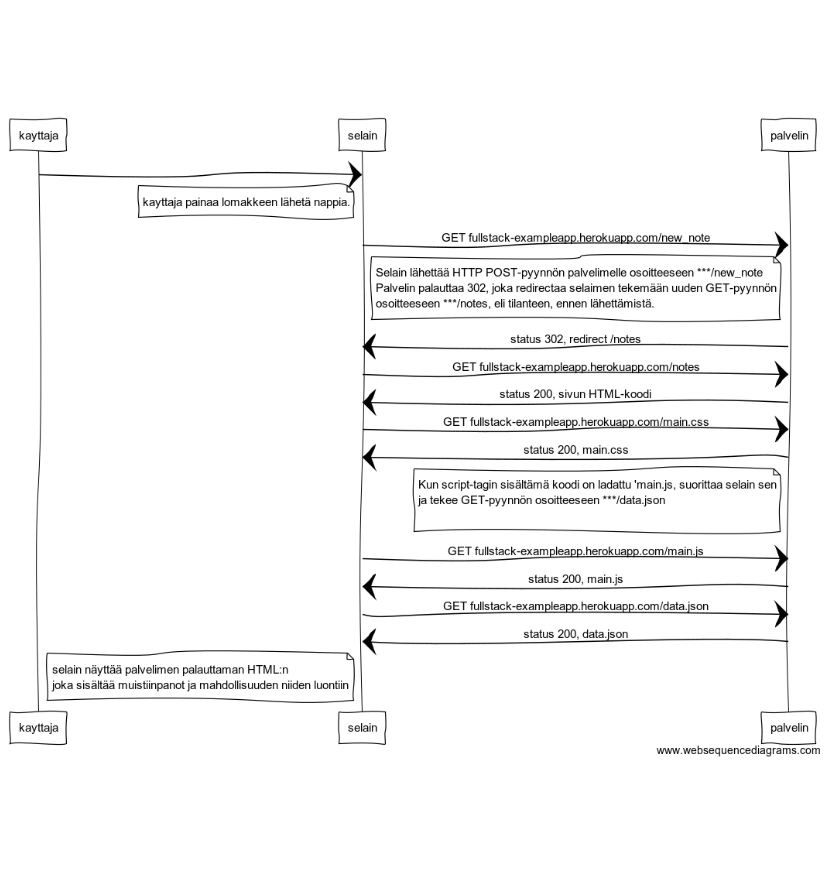 kayttaja
selain
palvelin
kayttaja painaa lomakkeen lähetä nappia.
GET fullstack-exampleapp.herokuapp.com/new_note
Selain lähettää HTTP POST-pyynnön palvelimelle osoitteeseen ***/new_note
Palvelin palauttaa 302, joka redirectaa selaimen tekemään uuden GET-pyynnön
osoitteeseen ***/notes, eli tilanteen, ennen lähettämistä.
status 302, redirect /notes
GET fullstack-exampleapp.herokuapp.com/notes
status 200, sivun HTML-koodi
GET fullstack-exampleapp.herokuapp.com/main.css
status 200, main.css
Kun script-tagin sisältämä koodi on ladattu 'main.js, suorittaa selain sen
ja tekee GET-pyynnön osoitteeseen ***/data.json
GET fullstack-exampleapp.herokuapp.com/main.js
status 200, main.js
GET fullstack-exampleapp.herokuapp.com/data.json
status 200, data.json
selain näyttää palvelimen palauttaman HTML:n
joka sisältää muistiinpanot ja mahdollisuuden niiden luontiin
kayttaja
selain
palvelin
www.websequencediagrams.com